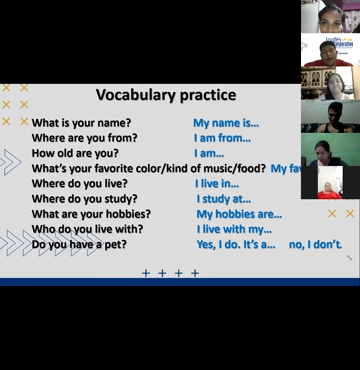 Vocabulary practice
What is your name? My name is...
Where are you from? I am from...
How old are you? I am...
What's your favorite color/kind of music/food? My fav
Where do you live? I live in...
Where do you study? I study at...
What are your hobbies? My hobbies are...
Who do you live with? I live with my...
Do you have a pet? Yes, I do. It's a... no, I don't.